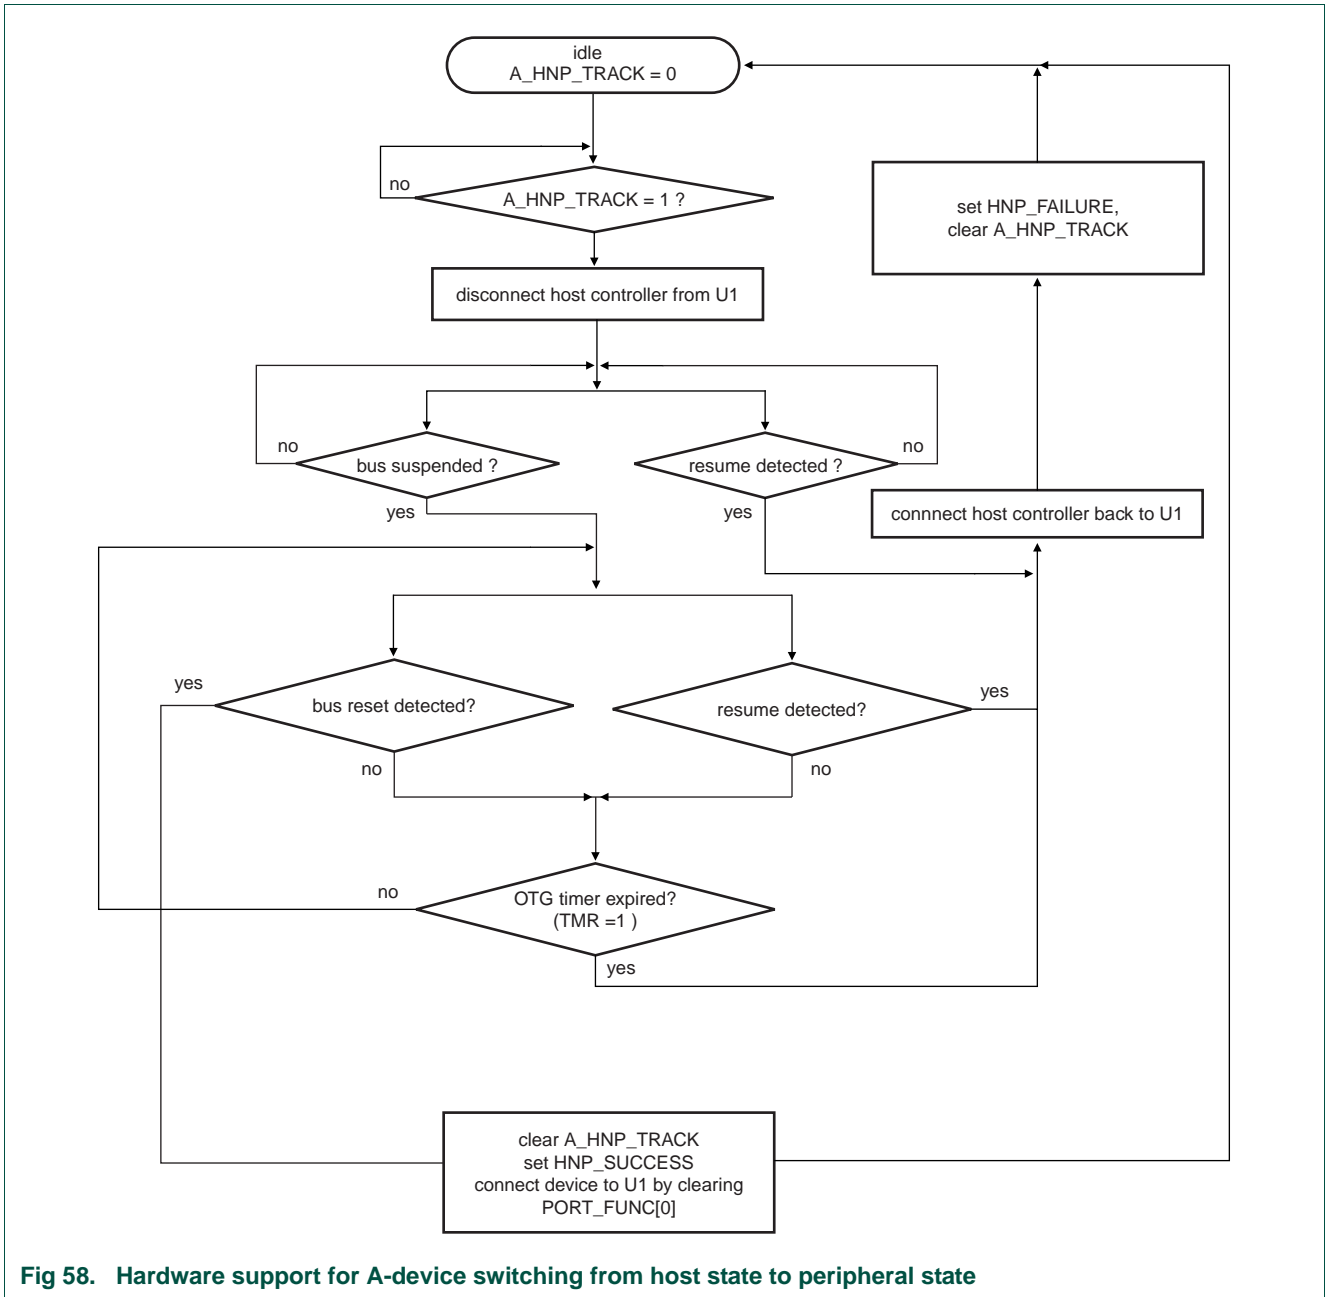 idle
A_HNP_TRACK = 0
no
A_HNP_TRACK = 1 ?
set HNP_FAILURE,
clear A_HNP_TRACK
disconnect host controller from U1
no
bus suspended ?
resume detected ?
no
yes
yes
connnect host controller back to U1
yes
bus reset detected?
resume detected?
yes
no
no
no
OTG timer expired?
(TMR =1 )
yes
clear A_HNP_TRACK
set HNP_SUCCESS
connect device to U1 by clearing
PORT_FUNC[0]
Fig 58. Hardware support for A-device switching from host state to peripheral state